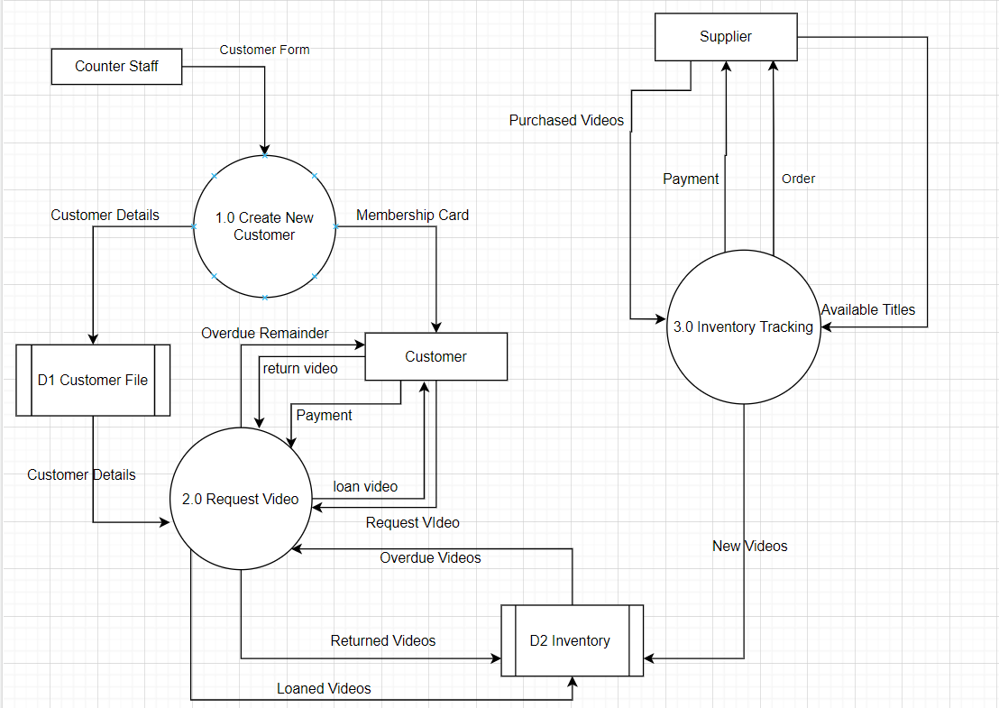 Supplier
Customer Form
Counter Staff
Purchased Videos
Payment
Order
Customer Details
1.0 Create New
Customer
Membership Card
Available Titles
3.0 Inventory Tracking
Overdue Remainder
Customer
return video
D1 Customer File
Payment
Customer Details
loan video
2.0 Request Video
Request VIdeo
New Videos
Overdue Videos
Returned Videos
D2 Inventory
Loaned Videos